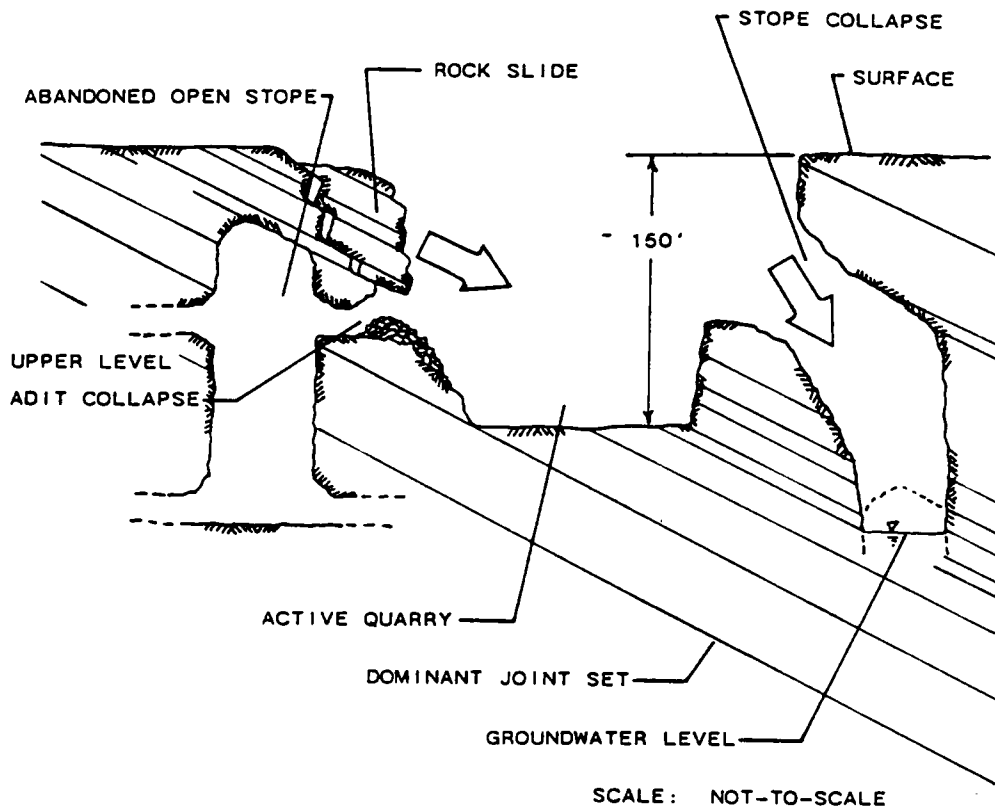 STOPE COLLAPSE
ROCK SLIDE
SURFACE
ABANDONED OPEN STOPE
~ 150'
UPPER LEVEL
ADIT COLLAPSE
ACTIVE QUARRY
DOMINANT JOINT SET
GROUNDWATER LEVEL
SCALE: NOT-TO-SCALE